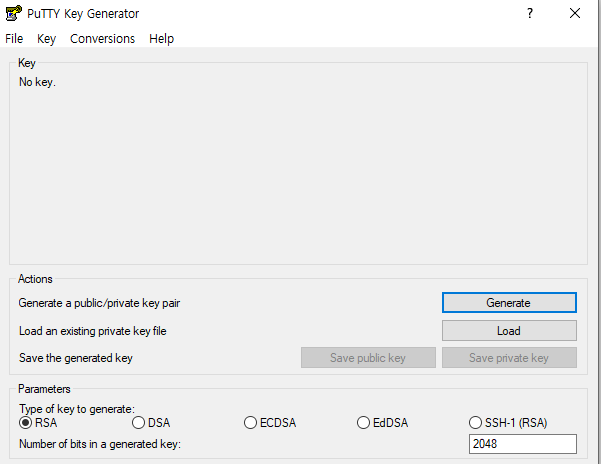 PuTTY Key Generator ?
File Key Conversions Help
Key
No key.
Actions
Generate a public/private key pair Generate
Load an existing private key file Load
Save the generated key Save public key Save private key
Parameters
Type of key to generate:
RSA DSA ECDSA EdDSA SSH-1 (RSA)
Number of bits in a generated key: 2048